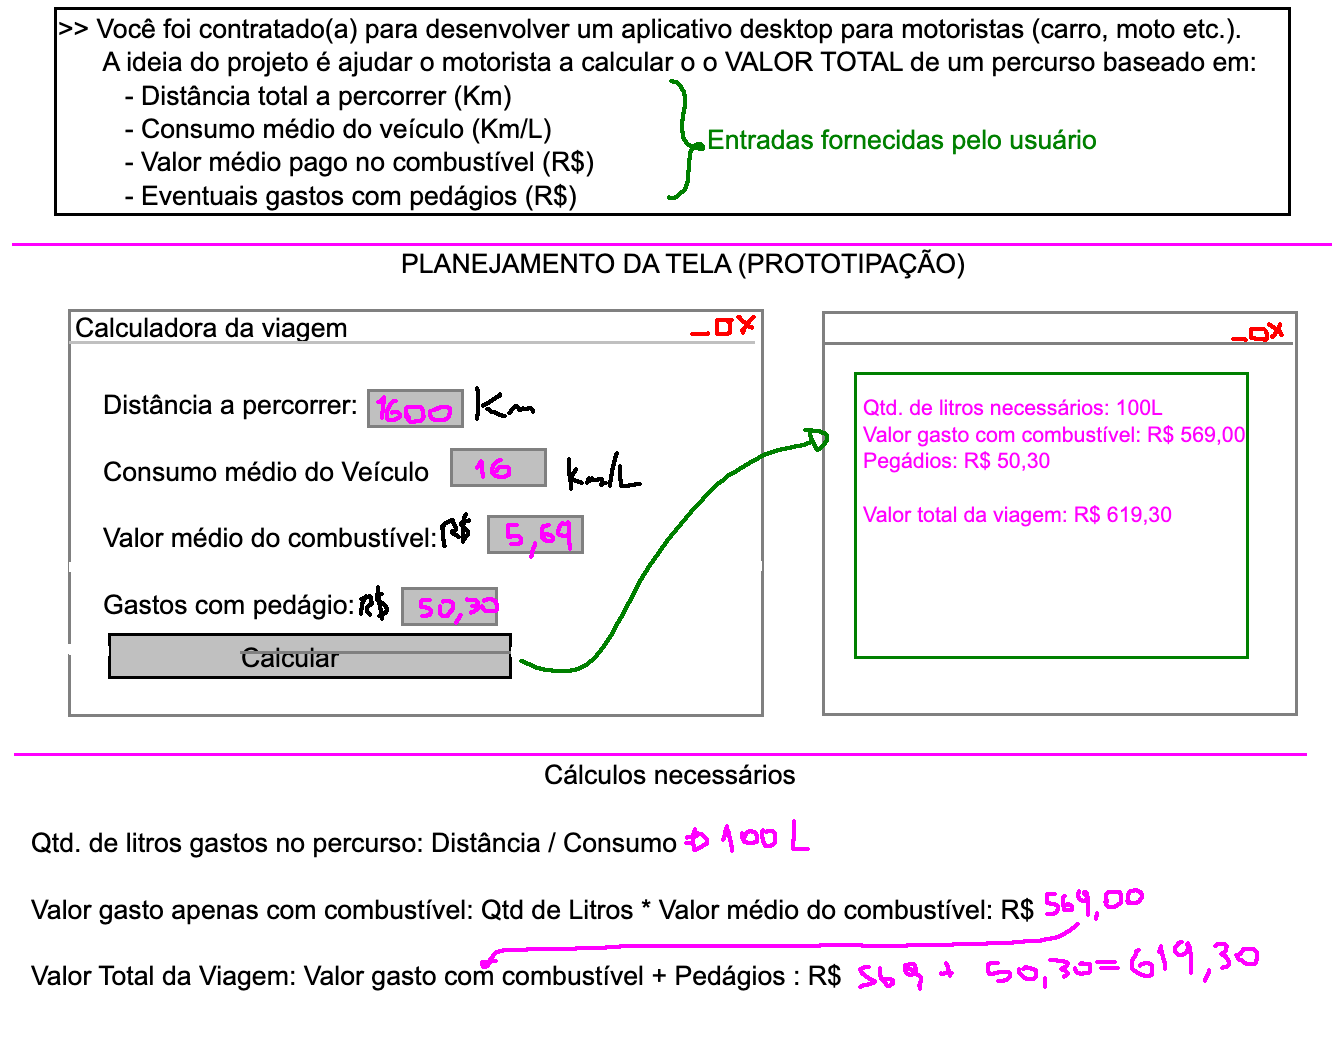 >> Você foi contratado(a) para desenvolver um aplicativo desktop para motoristas (carro, moto etc.).
A ideia do projeto é ajudar o motorista a calcular o o VALOR TOTAL de um percurso baseado em:
- Distância total a percorrer (Km)
- Consumo médio do veículo (Km/L)
- Valor médio pago no combustível (R$)
- Eventuais gastos com pedágios (R$)
Entradas fornecidas pelo usuário
PLANEJAMENTO DA TELA (PROTOTIPAÇÃO)
Calculadora da viagem
Distância a percorrer: 1600 Km
Consumo médio do Veículo 16 Km/L
Valor médio do combustível: R$ 5,69
Gastos com pedágio: R$ 50,30
Calcular
Qtd. de litros necessários: 100L
Valor gasto com combustível: R$ 569,00
Pegádios: R$ 50,30
Valor total da viagem: R$ 619,30
Cálculos necessários
Qtd. de litros gastos no percurso: Distância / Consumo 100 L
Valor gasto apenas com combustível: Qtd de Litros * Valor médio do combustível: R$ 569,00
Valor Total da Viagem: Valor gasto com combustível + Pedágios : R$ 569 + 50,30 = 619,30